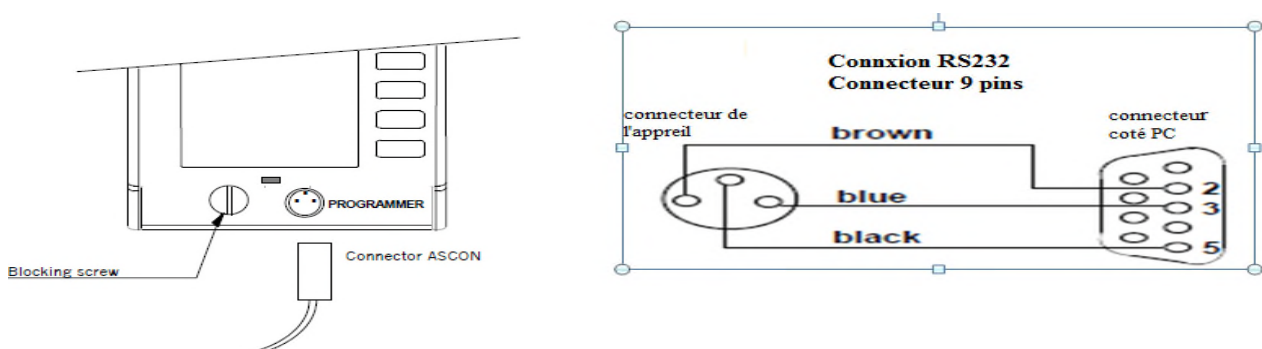 PROGRAMMER
Connector ASCON
Blocking screw
Connxion RS232
Connecteur 9 pins
connecteur de
l'appreil
connecteur
coté PC
brown
blue
black
2
3
5